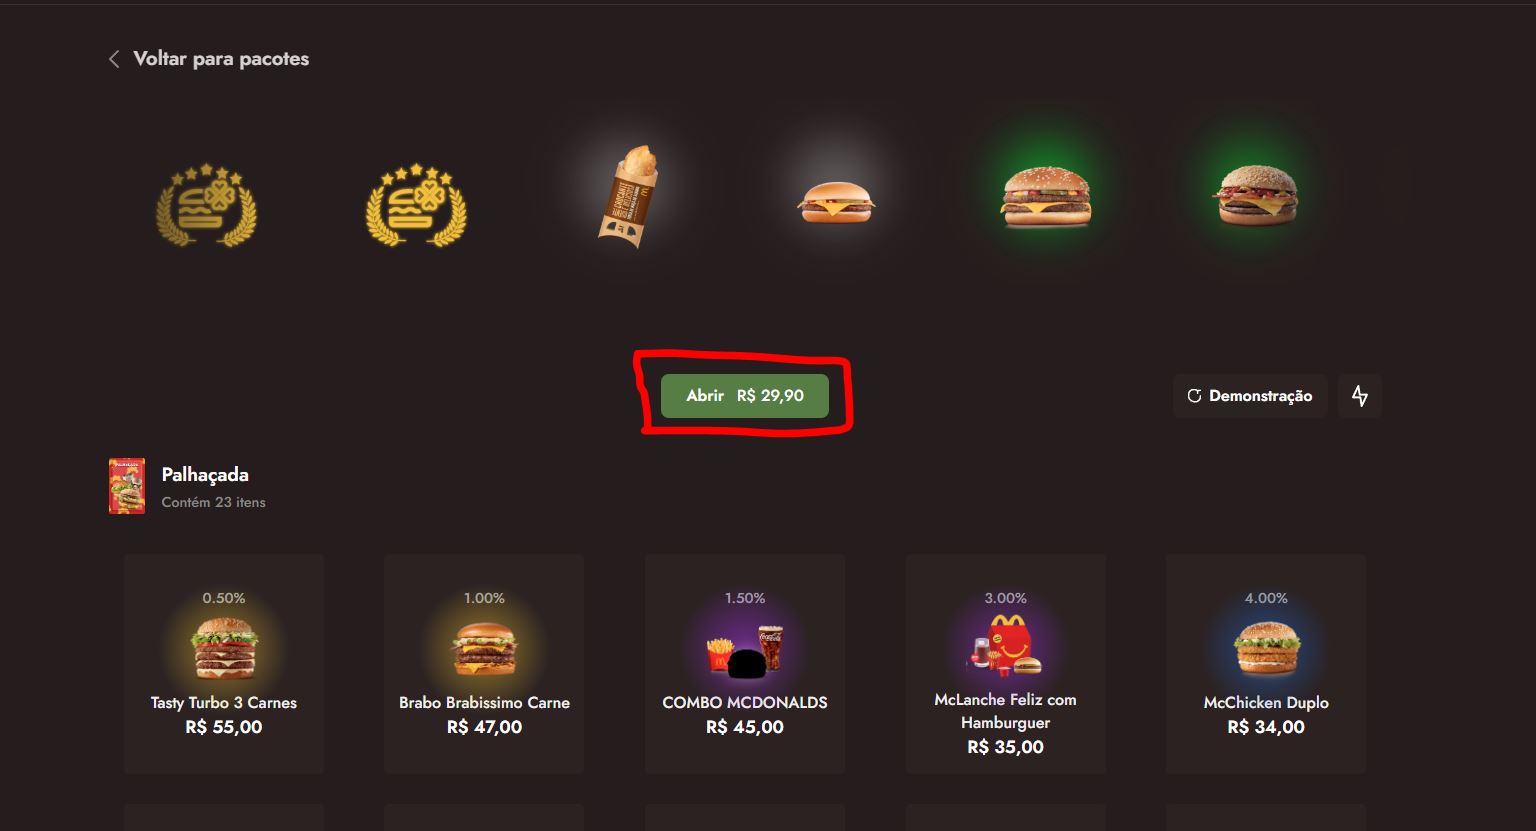 Voltar para pacotes
Abrir R$ 29,90
Demonstração
Palhaçada
Contém 23 itens
0.50%
1.00%
1.50%
3.00%
4.00%
Tasty Turbo 3 Carnes
R$ 55,00
Brabo Brabissimo Carne
R$ 47,00
COMBO MCDONALDS
R$ 45,00
McLanche Feliz com
Hamburguer
R$ 35,00
McChicken Duplo
R$ 34,00